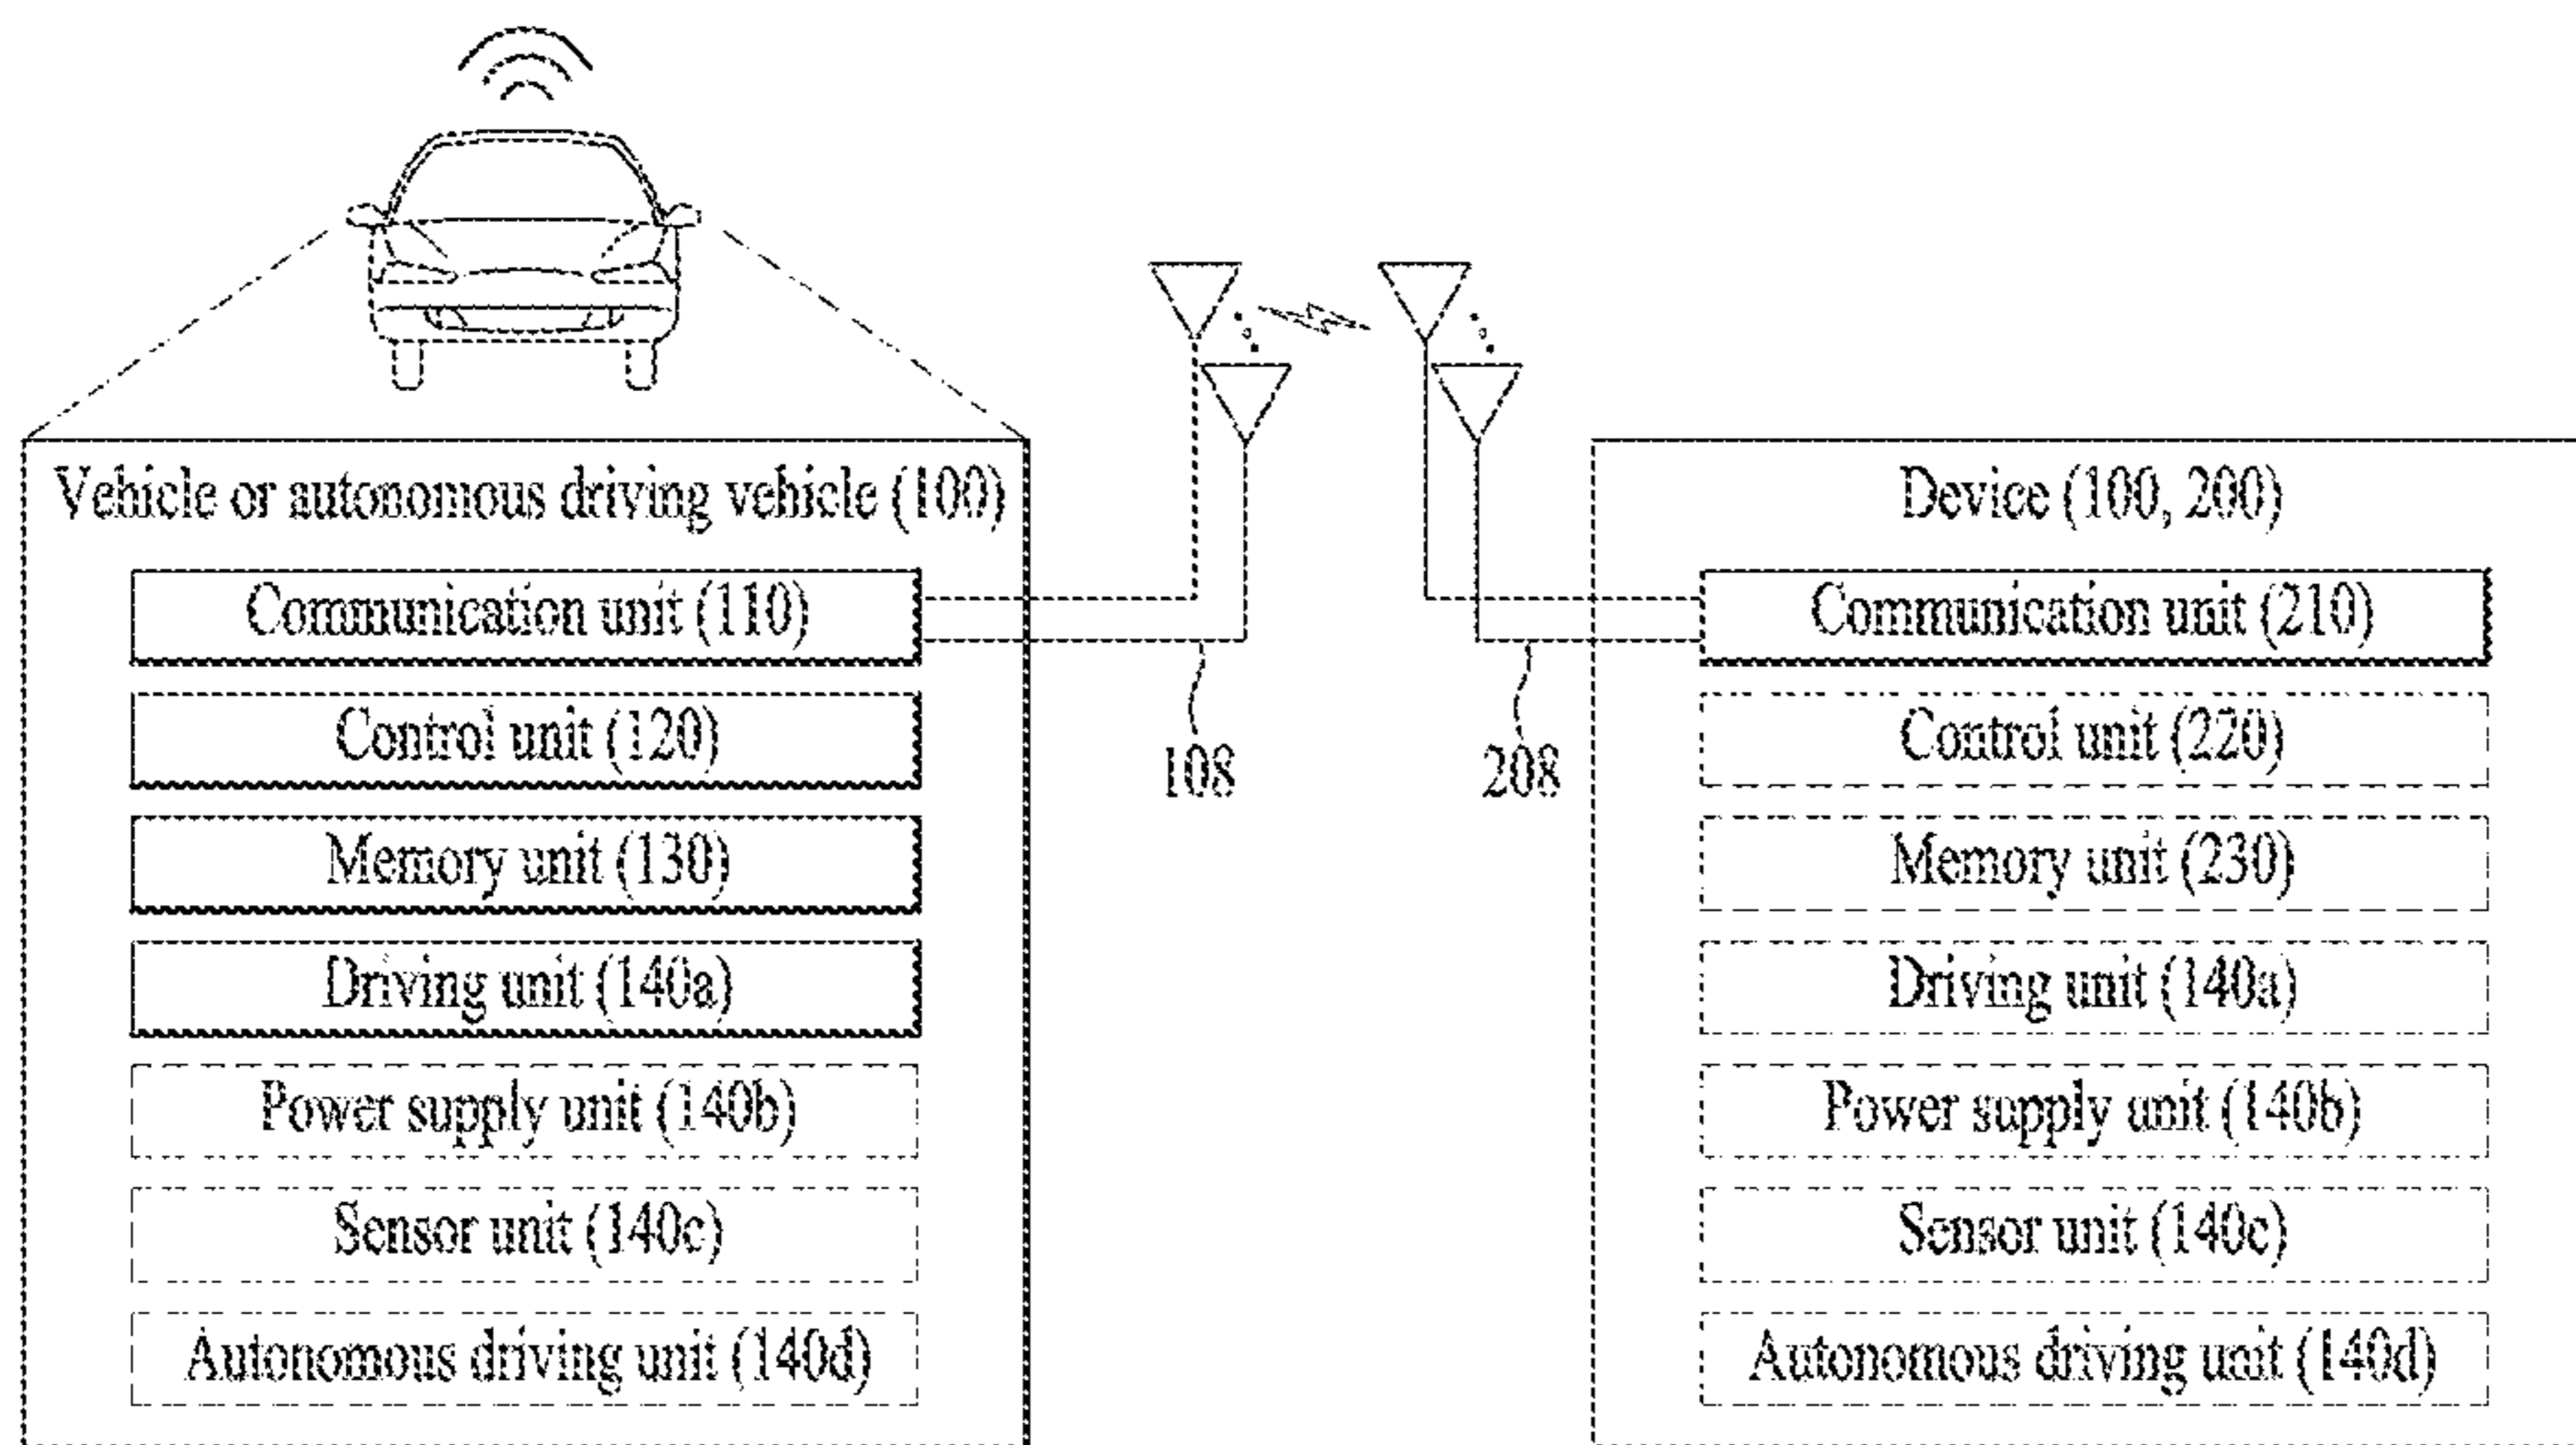 Vehicle or autonomous driving vehicle (100)
Communication unit (110)
Control unit (120)
Memory unit (130)
Driving unit (140a)
Power supply unit (140b)
Sensor unit (140c)
Autonomous driving unit (140d)
108
208
Device (100, 200)
Communication unit (210)
Control unit (220)
Memory unit (230)
Driving unit (140a)
Power supply unit (140b)
Sensor unit (140c)
Autonomous driving unit (140d)